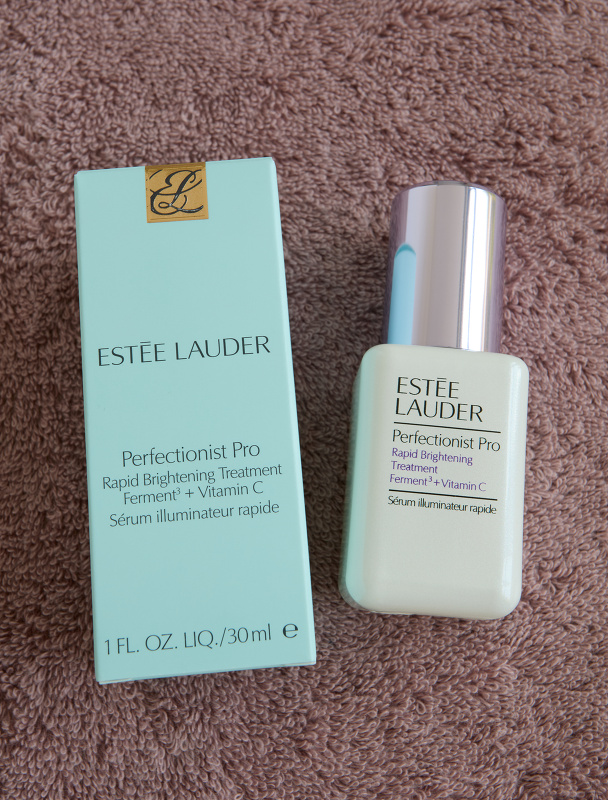 EL
ESTĒE LAUDER
Perfectionist Pro
Rapid Brightening Treatment
Ferment³ + Vitamin C
Sérum illuminateur rapide
1 FL. OZ. LIQ./30 ml ℮
ESTĒE
LAUDER
Perfectionist Pro
Rapid Brightening
Treatment
Ferment³ + Vitamin C
Sérum illuminateur rapide